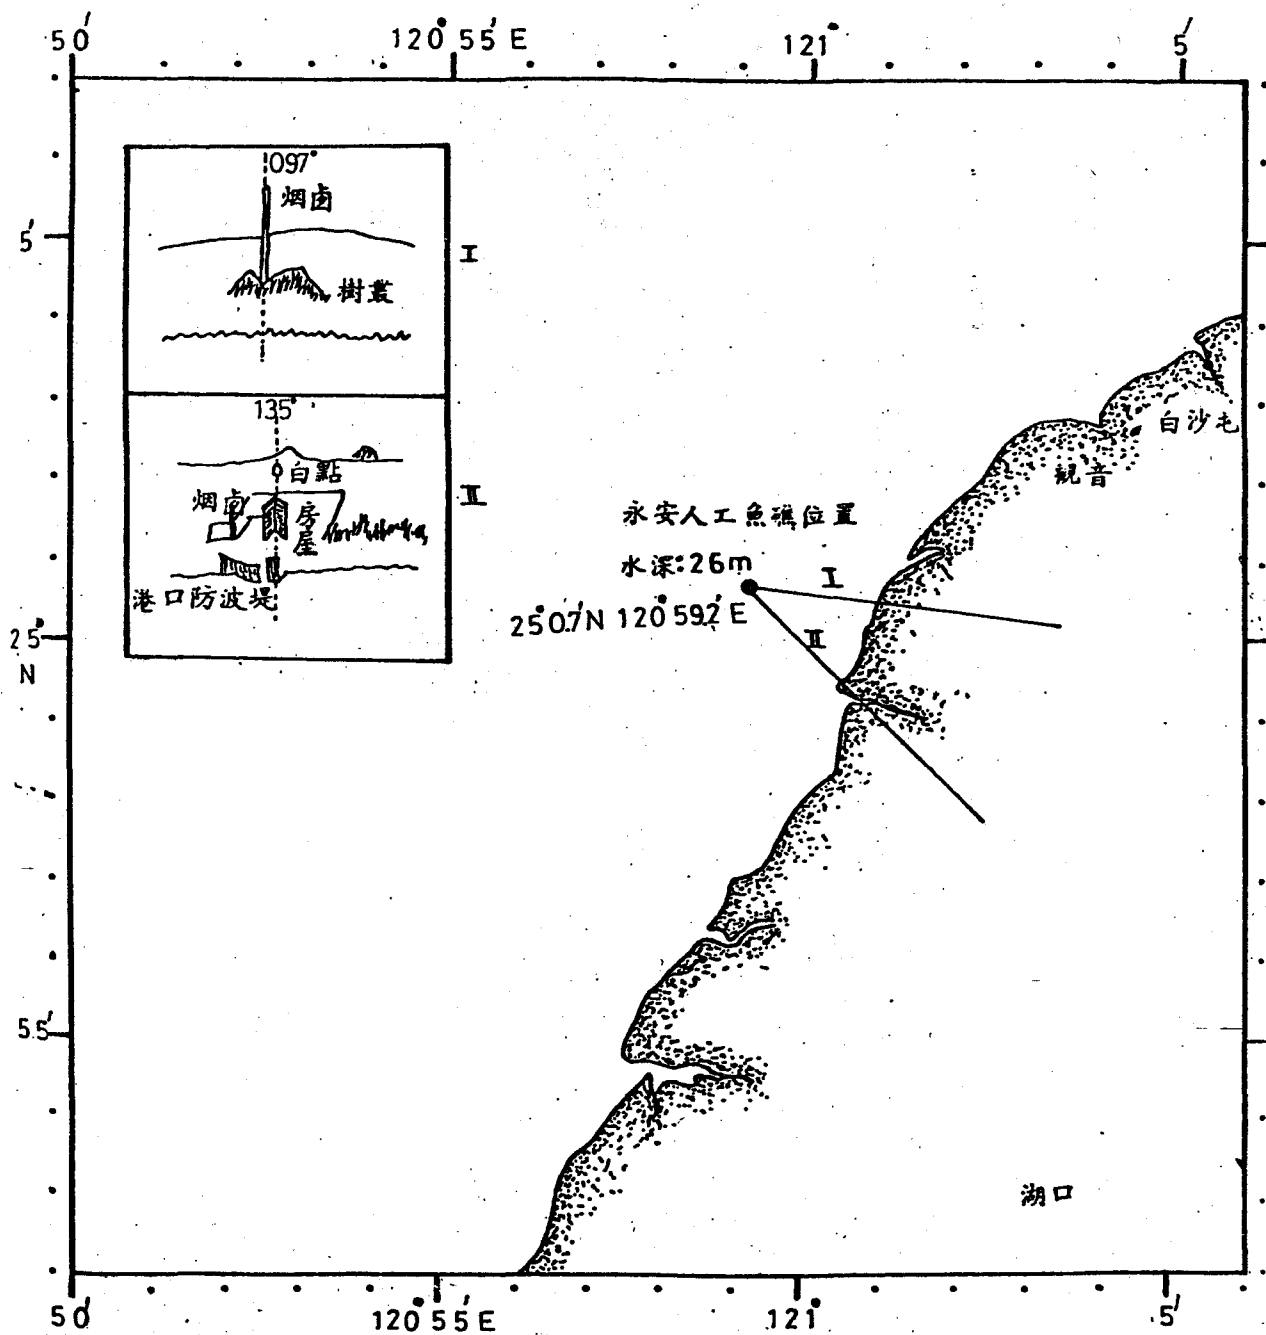 50′
120°55′E
121°
5′
097°
烟囱
樹叢
I
135°
白點
烟囱
房屋
港口防波堤
II
5′
25°
N
55′
白沙屯
観音
永安人工魚礁位置
水深:26m
25°0.7′N 120°59.2′E
I
II
湖口
50′
120°55′E
121°
5′